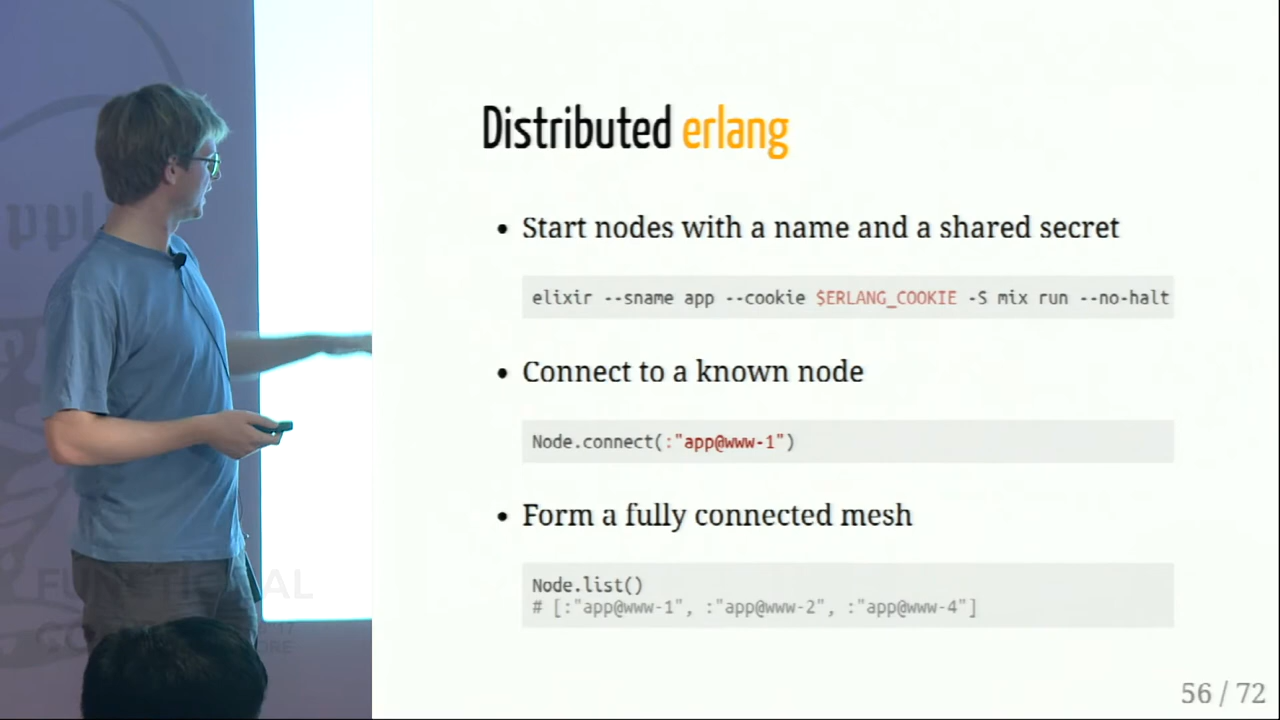 Distributed erlang
• Start nodes with a name and a shared secret
elixir --sname app --cookie $ERLANG_COOKIE -S mix run --no-halt
• Connect to a known node
Node.connect(:"app@www-1")
• Form a fully connected mesh
Node.list()
# [:"app@www-1", :"app@www-2", :"app@www-4"]
56 / 72
FUNCTIONAL